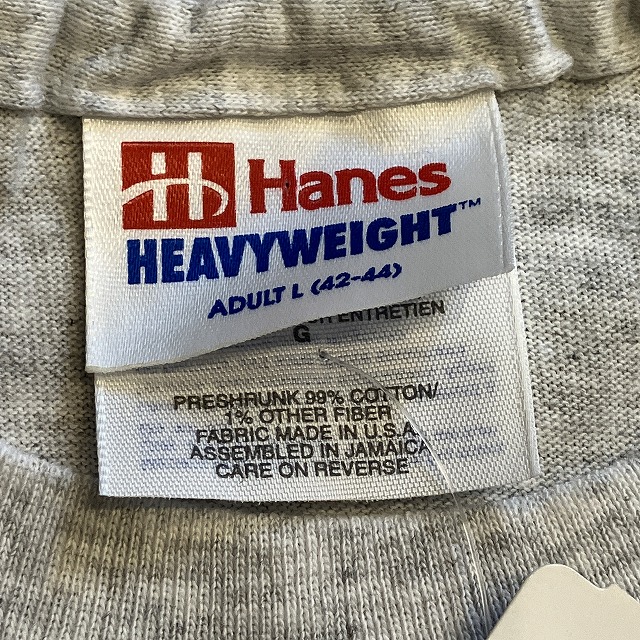 Hanes
HEAVYWEIGHT™
ADULT L (42-44)
ENTRETIEN
G
PRESHRUNK 99% COTTON/
1% OTHER FIBER
FABRIC MADE IN U.S.A.
ASSEMBLED IN JAMAICA
CARE ON REVERSE